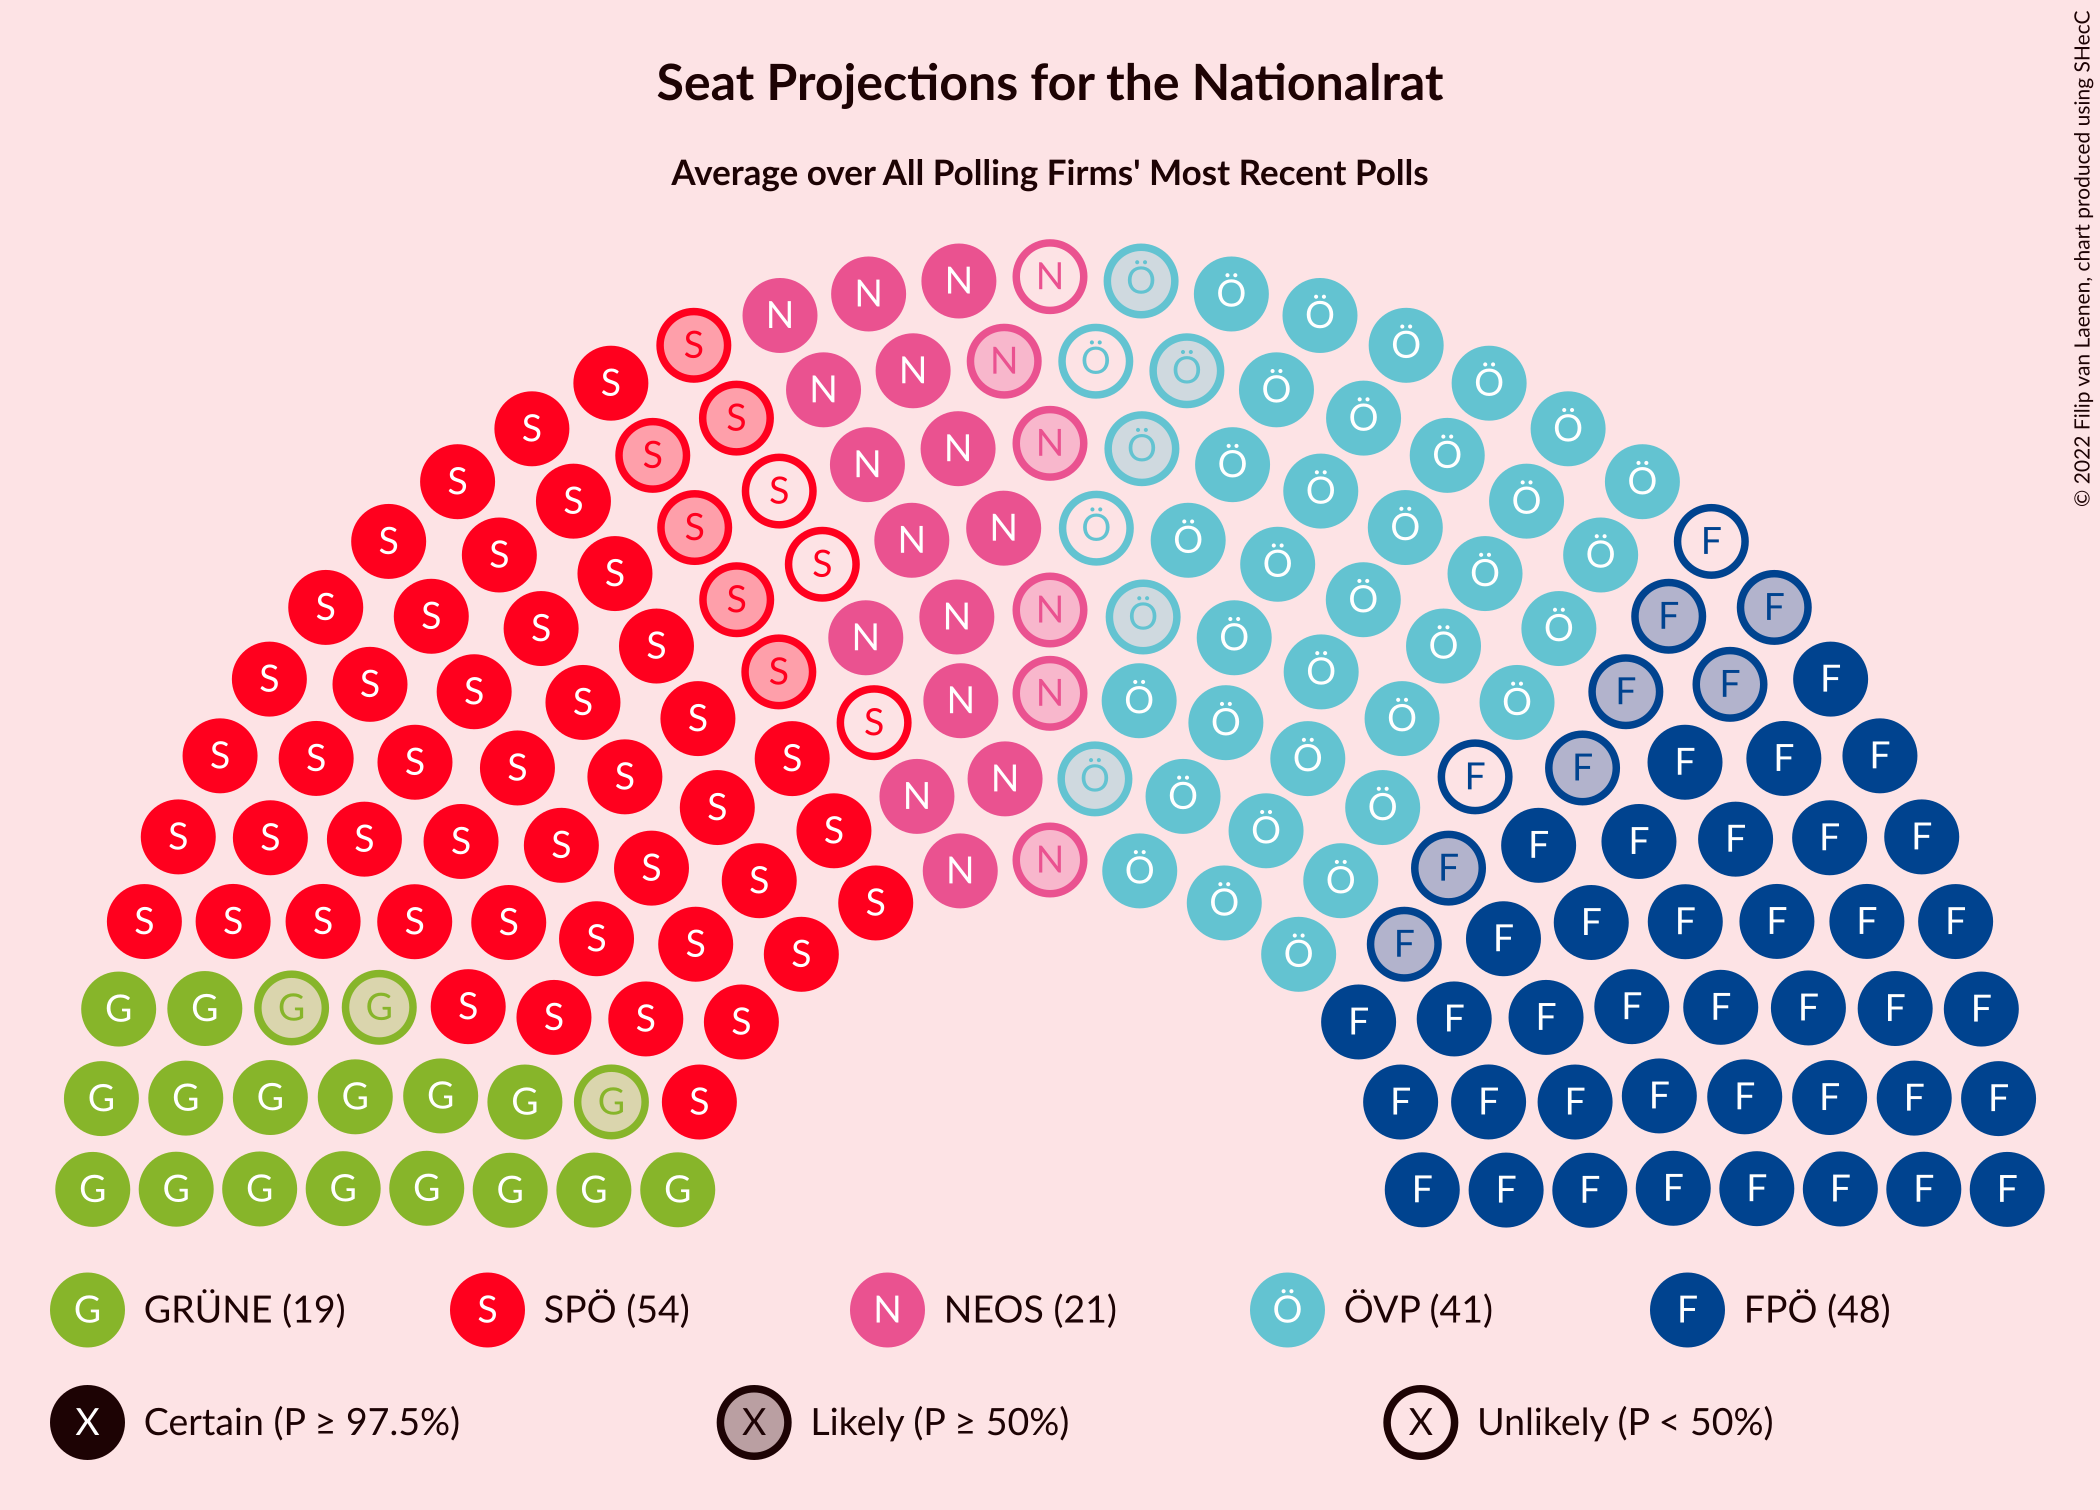 Seat Projections for the Nationalrat
Average over All Polling Firms' Most Recent Polls
© 2022 Filip van Laenen, chart produced using SHecC
N N N Ö Ö
N Ö
S Ö
S N N N Ö Ö Ö Ö
S S Ö Ö
S N N N Ö Ö Ö
S S S Ö Ö Ö
S S S S N N Ö Ö Ö Ö Ö F
S S S S S N N N Ö Ö Ö Ö Ö F F
S S S S S S S S N N Ö Ö Ö Ö Ö Ö F F F
S S S S S S S N N Ö Ö Ö Ö F F F F F
S S S S S S S S S N N Ö Ö Ö Ö F F F F F F
S S S S S S S S Ö F F F F F F F
G G G G S S S S F F F F F F F F
G G G G G G G S F F F F F F F F
G G G G G G G G F F F F F F F F
G GRÜNE (19) S SPÖ (54) N NEOS (21) Ö ÖVP (41) F FPÖ (48)
X Certain (P ≥ 97.5%) X Likely (P ≥ 50%) X Unlikely (P < 50%)